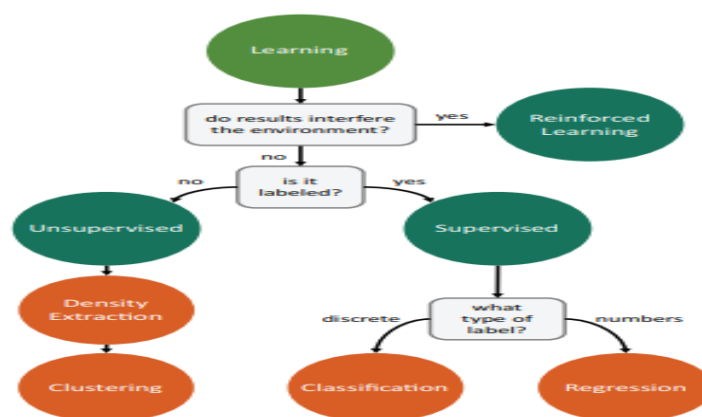 Learning
do results interfere
the environment?
yes
Reinforced
Learning
no
is it
labeled?
no
yes
Unsupervised
Supervised
Density
Extraction
what
type of
label?
discrete
numbers
Clustering
Classification
Regression